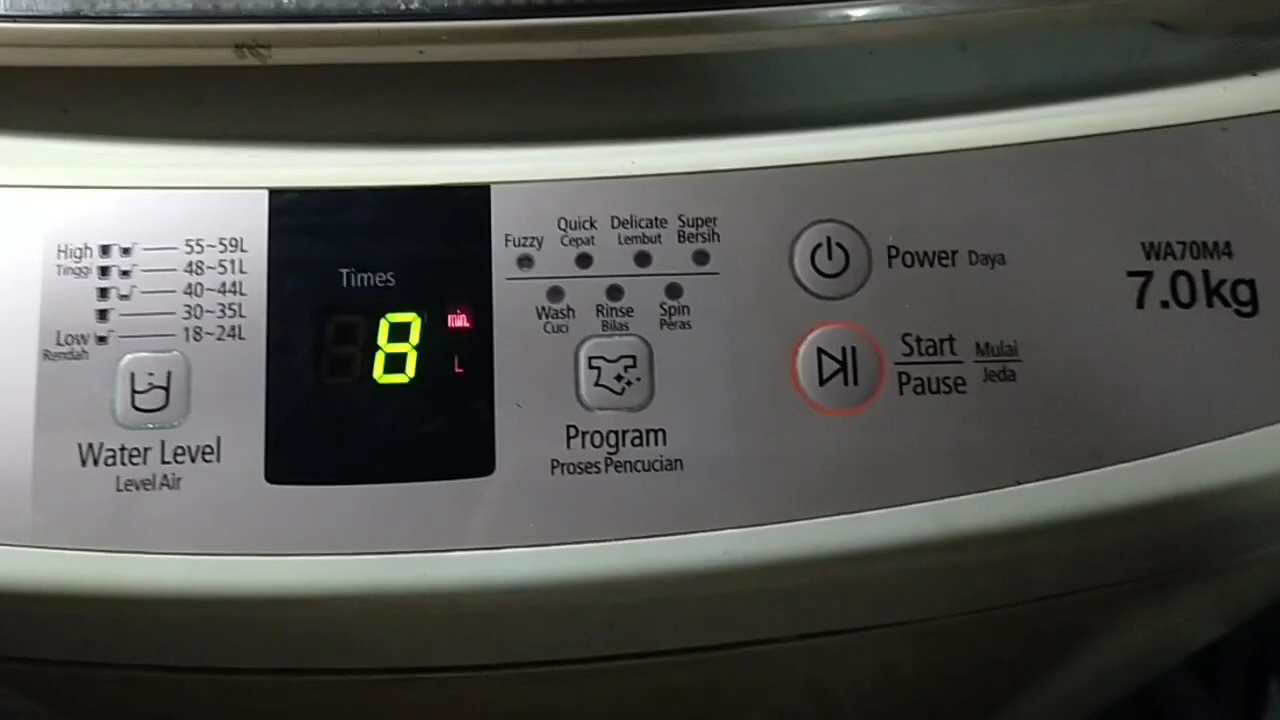 High
Tinggi
55~59L
48~51L
40~44L
30~35L
18~24L
Low
Rendah
Water Level
Level Air
Times
8
min.
L
Fuzzy
Quick
Cepat
Delicate
Lembut
Super
Bersih
Wash
Cuci
Rinse
Bilas
Spin
Peras
Program
Proses Pencucian
Power Daya
Start
Pause
Mulai
Jeda
WA70M4
7.0kg